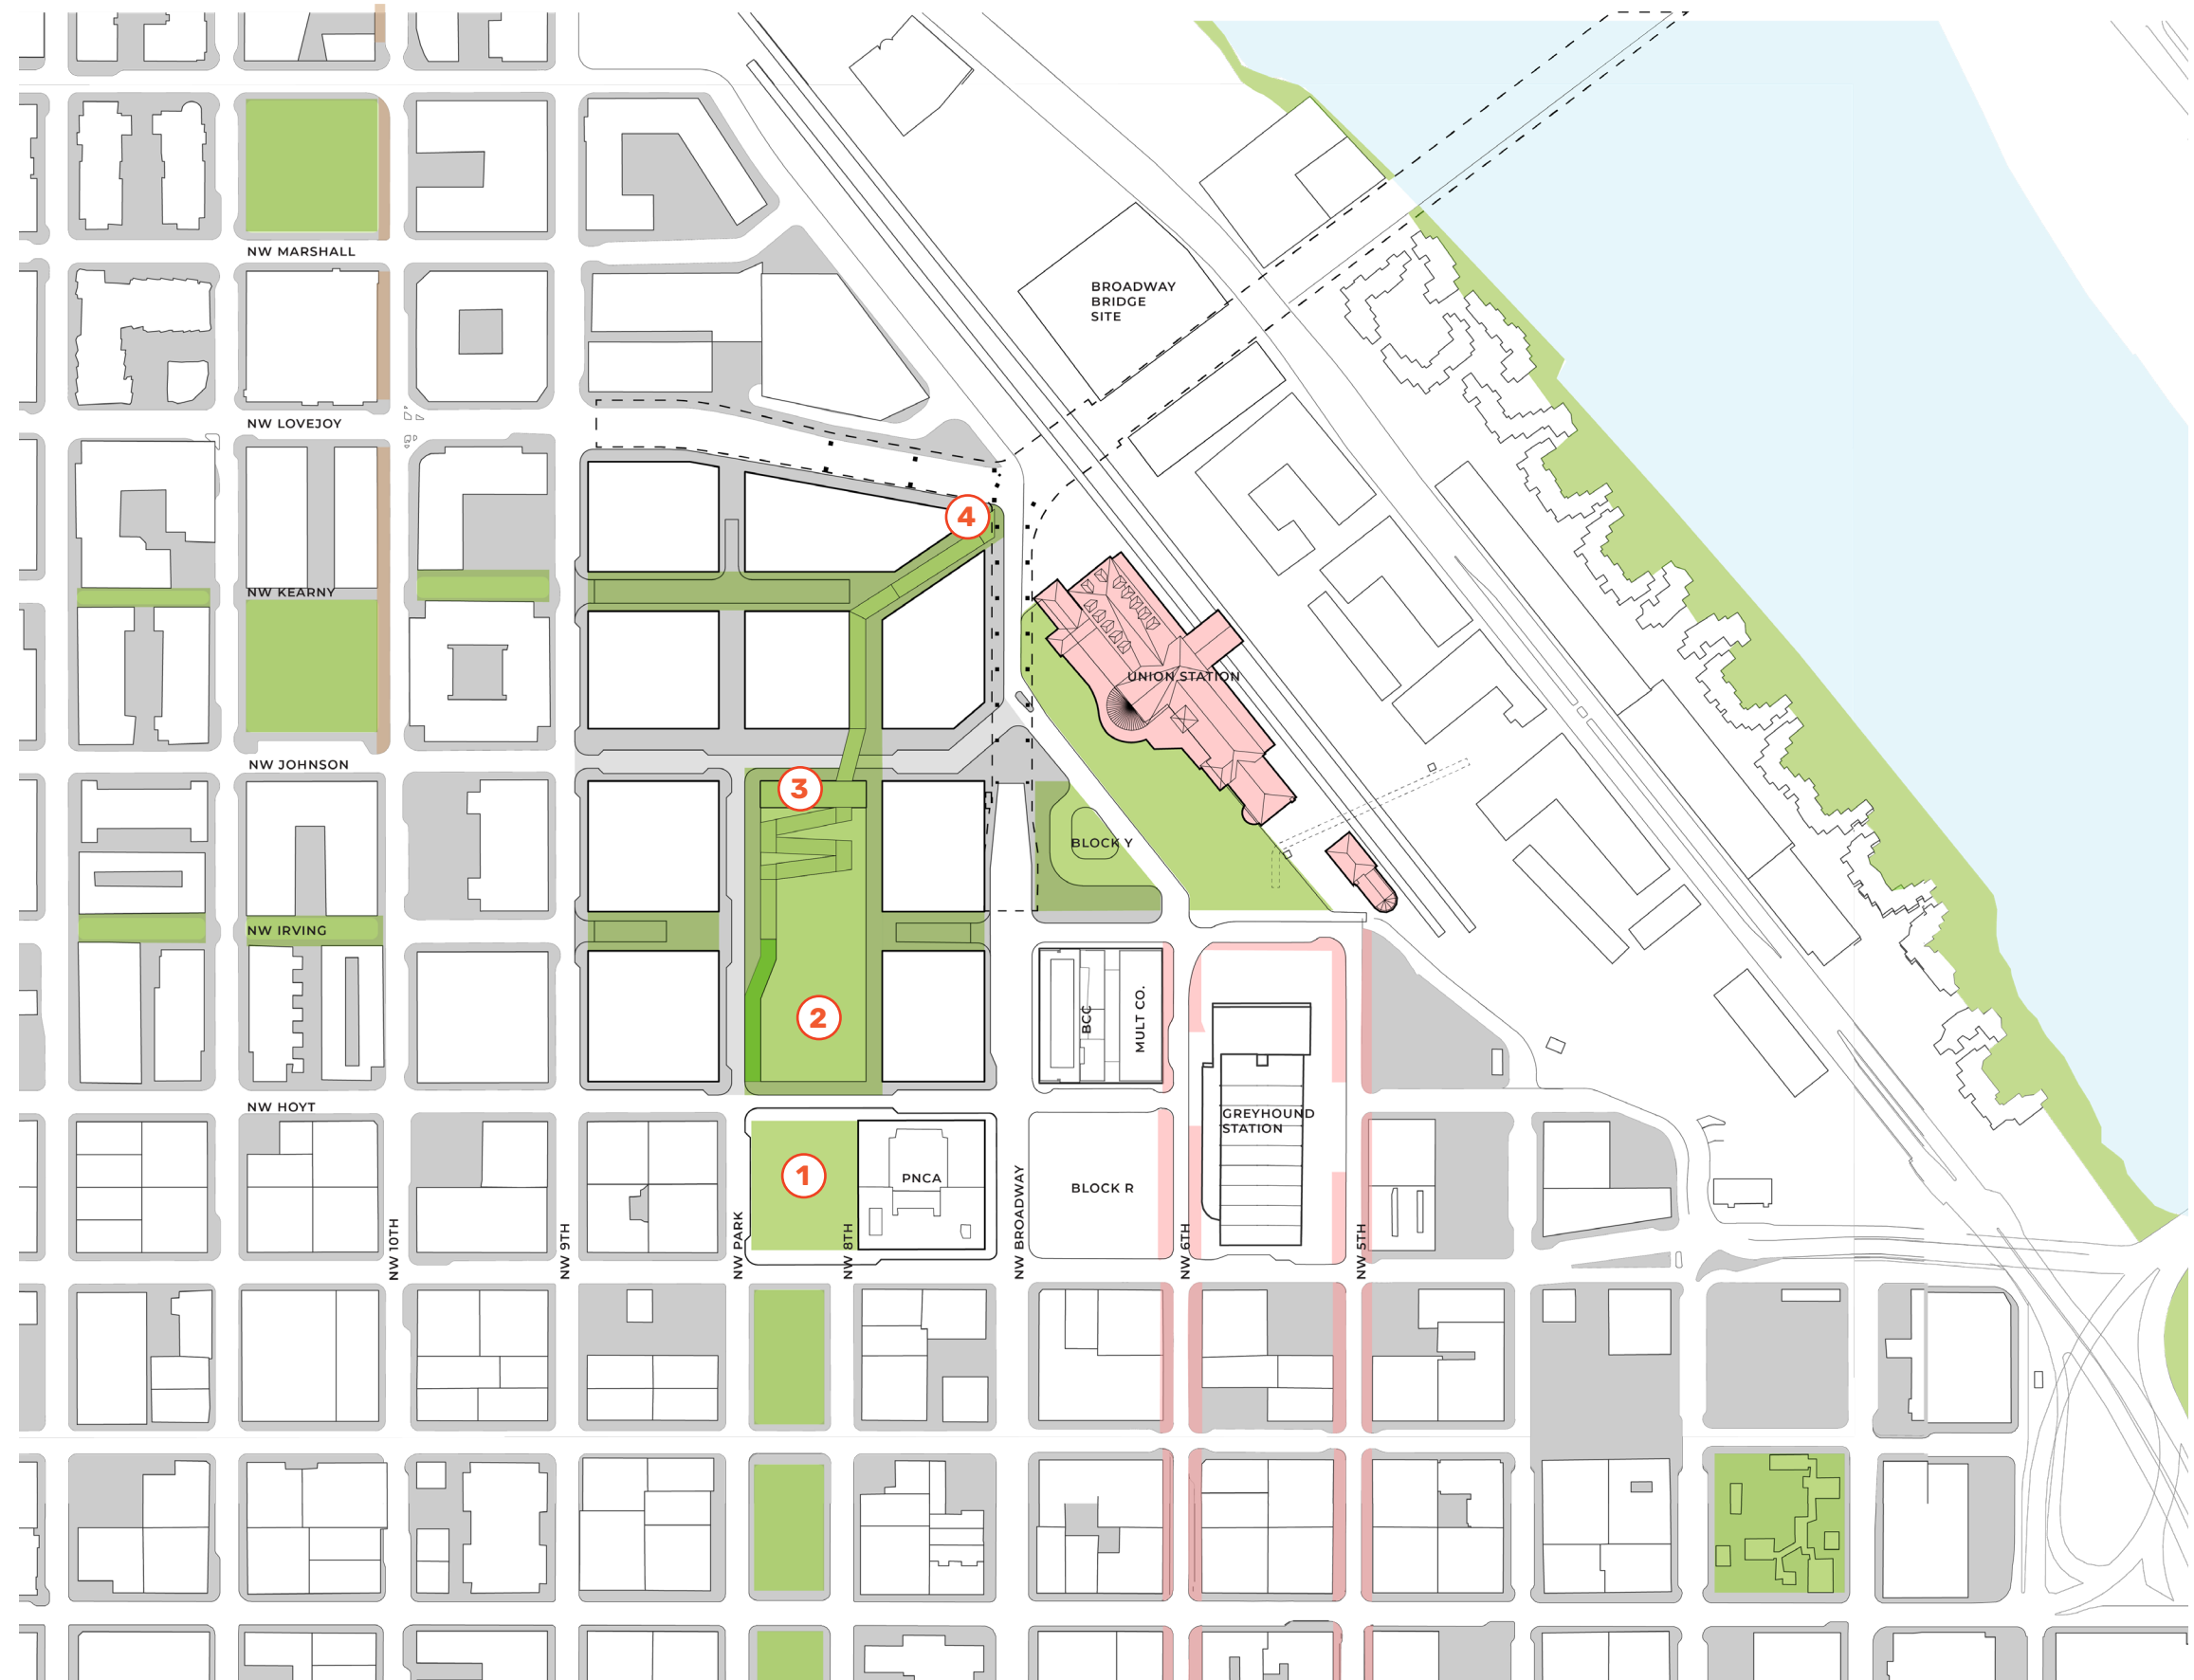 NW MARSHALL
BROADWAY
BRIDGE
SITE
NW LOVEJOY
4
NW KEARNY
UNION STATION
NW JOHNSON
3
BLOCK Y
NW IRVING
2
BCC
MULT CO.
NW HOYT
GREYHOUND
STATION
1
PNCA
BLOCK R
NW 10TH
NW 9TH
NW PARK
NW 8TH
NW BROADWAY
NW 6TH
NW 5TH